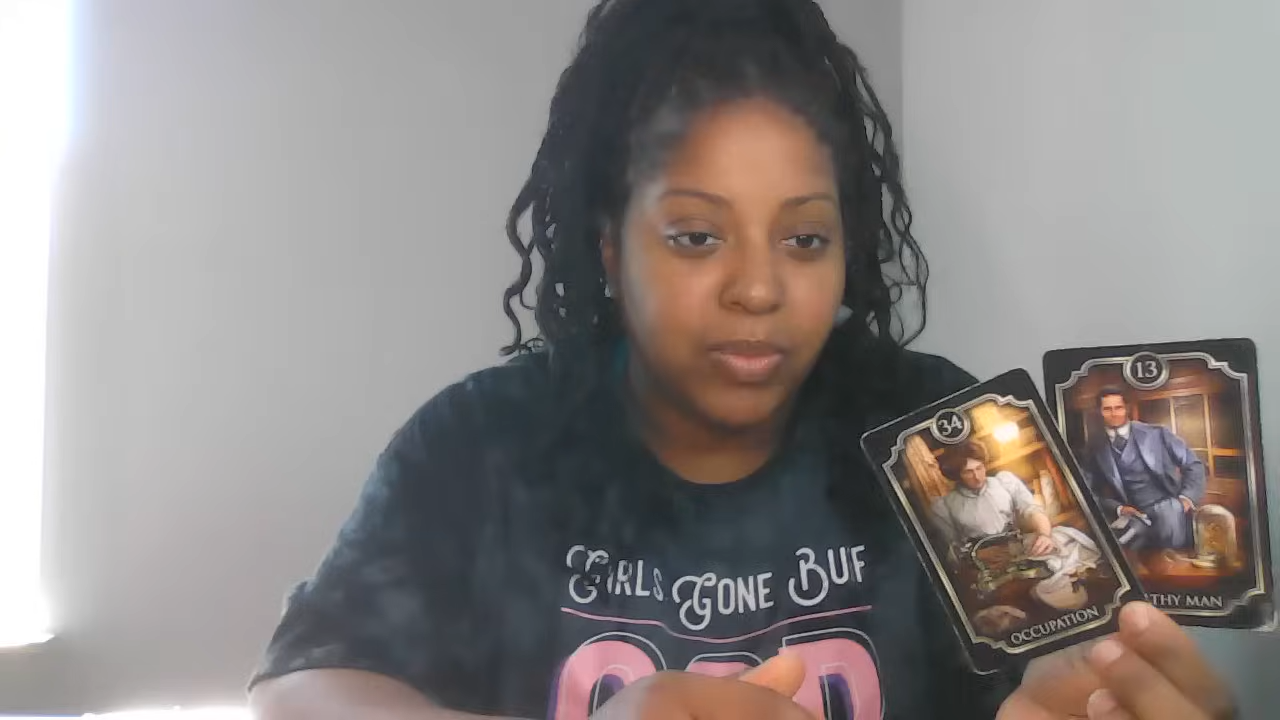 GIRLS GONE BUF
34
OCCUPATION
13
THY MAN